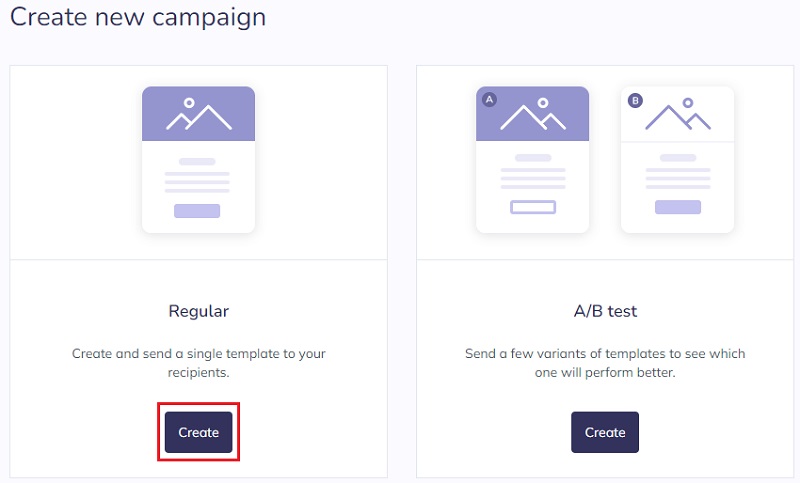 Create new campaign
A
B
Regular
Create and send a single template to your
recipients.
Create
A/B test
Send a few variants of templates to see which
one will perform better.
Create